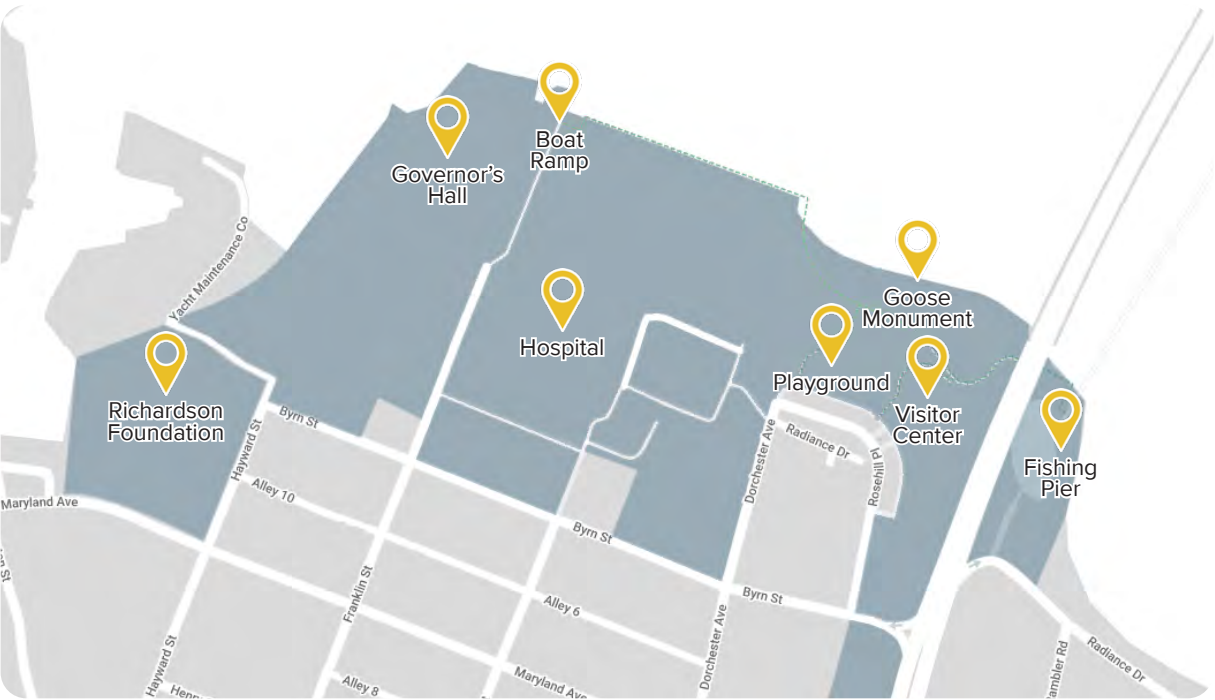 Boat
Ramp
Governor's
Hall
Yacht Maintenance Co
Goose
Monument
Hospital
Playground
Richardson
Foundation
Visitor
Center
Byrn St
Hayward St
Dorchester Ave
Radiance Dr
Rosehill Pl
Fishing
Pier
Maryland Ave
Alley 10
Byrn St
Franklin St
Byrn St
Alley 6
Dorchester Ave
Hayward St
Alley 8
Maryland Ave
Radiance Dr